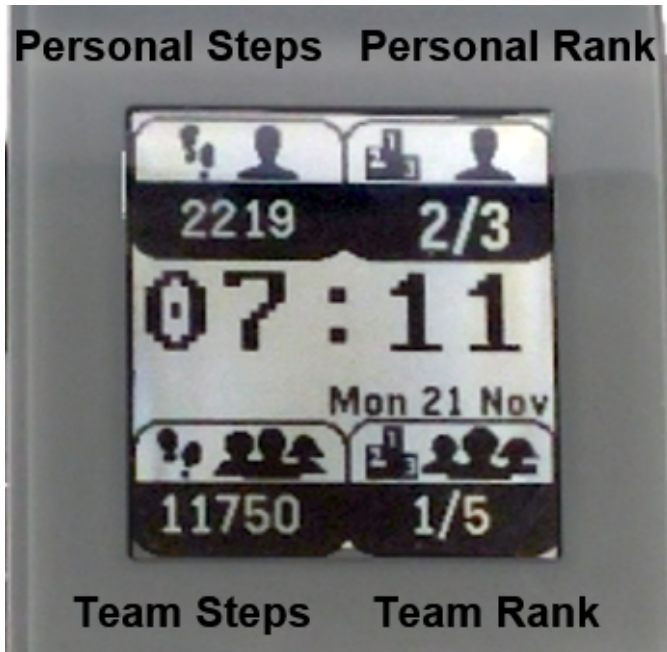 Personal Steps Personal Rank
2219 2/3
07:11
Mon 21 Nov
11750 1/5
Team Steps Team Rank